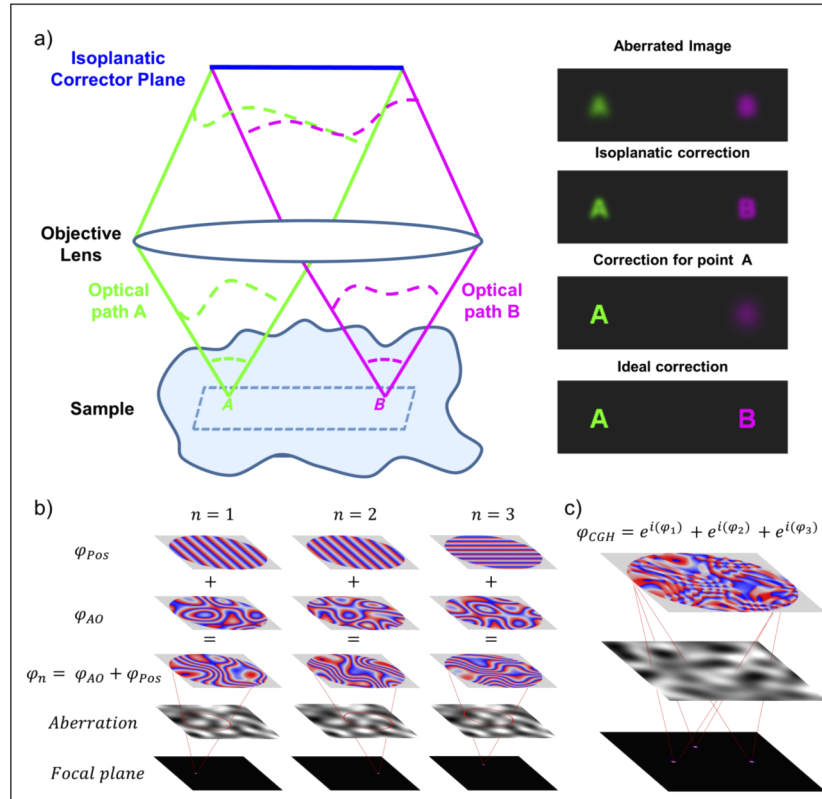 a)
Isoplanatic
Corrector Plane
Objective
Lens
Optical
path A
Optical
path B
Sample
A
B
Aberrated Image
A
B
Isoplanatic correction
A
B
Correction for point A
A
Ideal correction
A
B
b)
n = 1
n = 2
n = 3
φ_Pos
+
+
+
φ_AO
=
=
=
φ_n = φ_AO + φ_Pos
Aberration
Focal plane
c)
φ_CGH = e^{i(φ_1)} + e^{i(φ_2)} + e^{i(φ_3)}